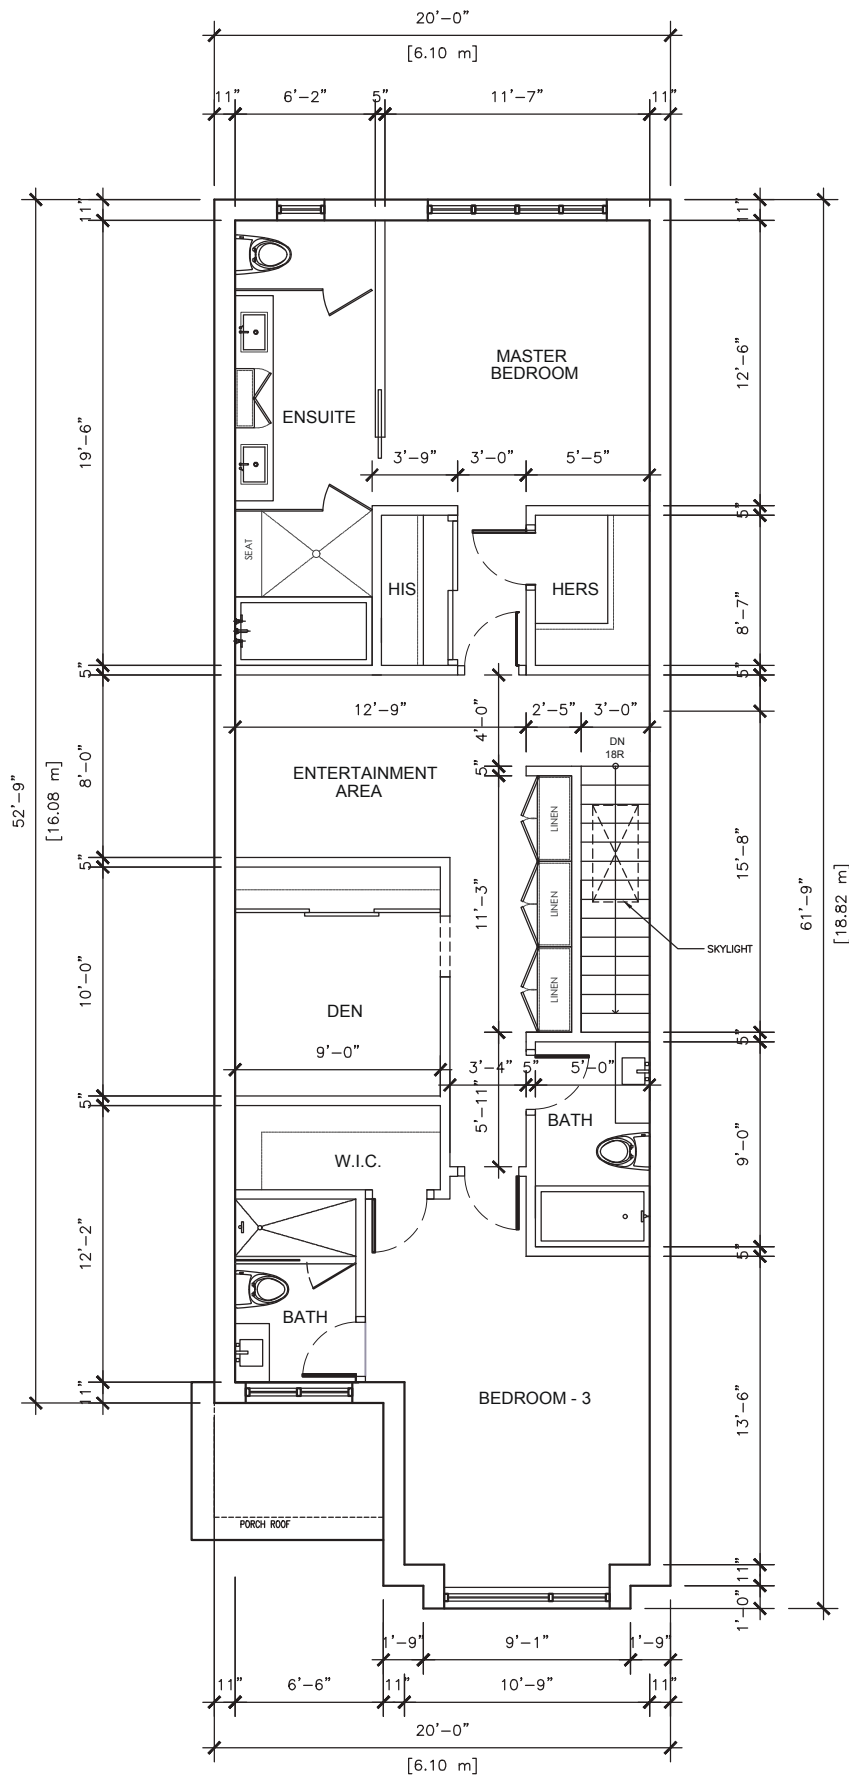 20'-0"
[6.10 m]
11" 6'-2" 5" 11'-7" 11"
11"
11"
MASTER
BEDROOM
12'-6"
ENSUITE
19'-6"
3'-9" 3'-0" 5'-5"
5"
SEAT
HIS
HERS
8'-7"
5"
5"
12'-9"
4'-0"
2'-5" 3'-0"
DN
18R
ENTERTAINMENT
AREA
8'-0"
5"
52'-9"
[16.08 m]
LINEN
15'-8"
5"
11'-3"
LINEN
61'-9"
[18.82 m]
SKYLIGHT
10'-0"
DEN
LINEN
5"
9'-0"
3'-4" 5" 5'-0"
5"
5'-11"
BATH
9'-0"
W.I.C.
12'-2"
5"
BATH
11"
BEDROOM - 3
13'-6"
PORCH ROOF
11"
1'-0"
1'-9" 9'-1" 1'-9"
11" 6'-6" 11" 10'-9" 11"
20'-0"
[6.10 m]